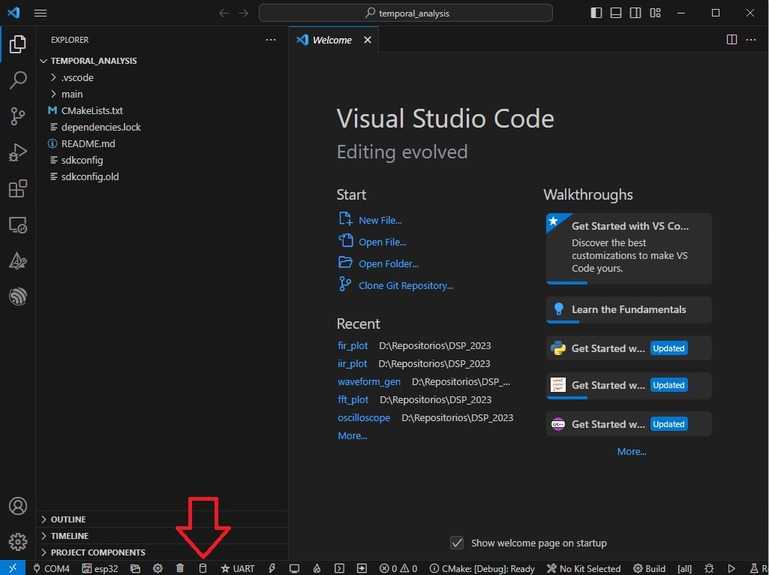 temporal_analysis
EXPLORER
Welcome
TEMPORAL_ANALYSIS
.vscode
main
CMakeLists.txt
dependencies.lock
README.md
sdkconfig
sdkconfig.old
OUTLINE
TIMELINE
PROJECT COMPONENTS
Visual Studio Code
Editing evolved
Start
New File...
Open File...
Open Folder...
Clone Git Repository...
Recent
fir_plot D:\Repositorios\DSP_2023
iir_plot D:\Repositorios\DSP_2023
waveform_gen D:\Repositorios\DSP_...
fft_plot D:\Repositorios\DSP_2023
oscilloscope D:\Repositorios\DSP_2023
More...
Walkthroughs
Get Started with VS Co...
Discover the best
customizations to make VS
Code yours.
Learn the Fundamentals
Get Started w... Updated
Get Started w... Updated
C/C++
Get Started w... Updated
More...
Show welcome page on startup
COM4 esp32 UART 0 0 CMake: [Debug]: Ready No Kit Selected Build [all] R